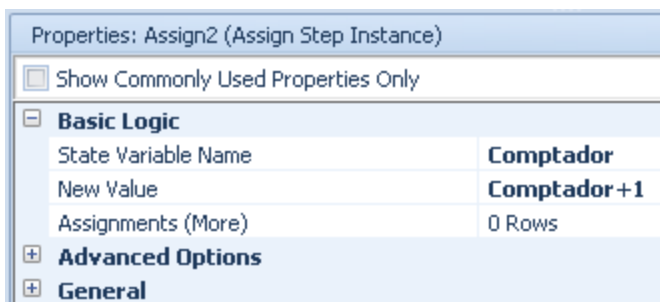 Properties: Assign2 (Assign Step Instance)
Show Commonly Used Properties Only
Basic Logic
State Variable Name Comptador
New Value Comptador+1
Assignments (More) 0 Rows
Advanced Options
General